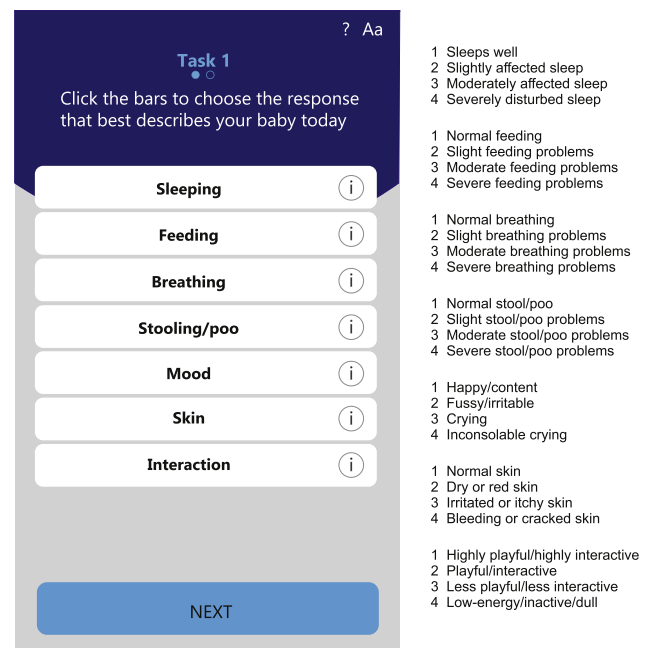 ? Aa
Task 1
Click the bars to choose the response
that best describes your baby today
Sleeping i
Feeding i
Breathing i
Stooling/poo i
Mood i
Skin i
Interaction i
NEXT
1 Sleeps well
2 Slightly affected sleep
3 Moderately affected sleep
4 Severely disturbed sleep
1 Normal feeding
2 Slight feeding problems
3 Moderate feeding problems
4 Severe feeding problems
1 Normal breathing
2 Slight breathing problems
3 Moderate breathing problems
4 Severe breathing problems
1 Normal stool/poo
2 Slight stool/poo problems
3 Moderate stool/poo problems
4 Severe stool/poo problems
1 Happy/content
2 Fussy/irritable
3 Crying
4 Inconsolable crying
1 Normal skin
2 Dry or red skin
3 Irritated or itchy skin
4 Bleeding or cracked skin
1 Highly playful/highly interactive
2 Playful/interactive
3 Less playful/less interactive
4 Low-energy/inactive/dull